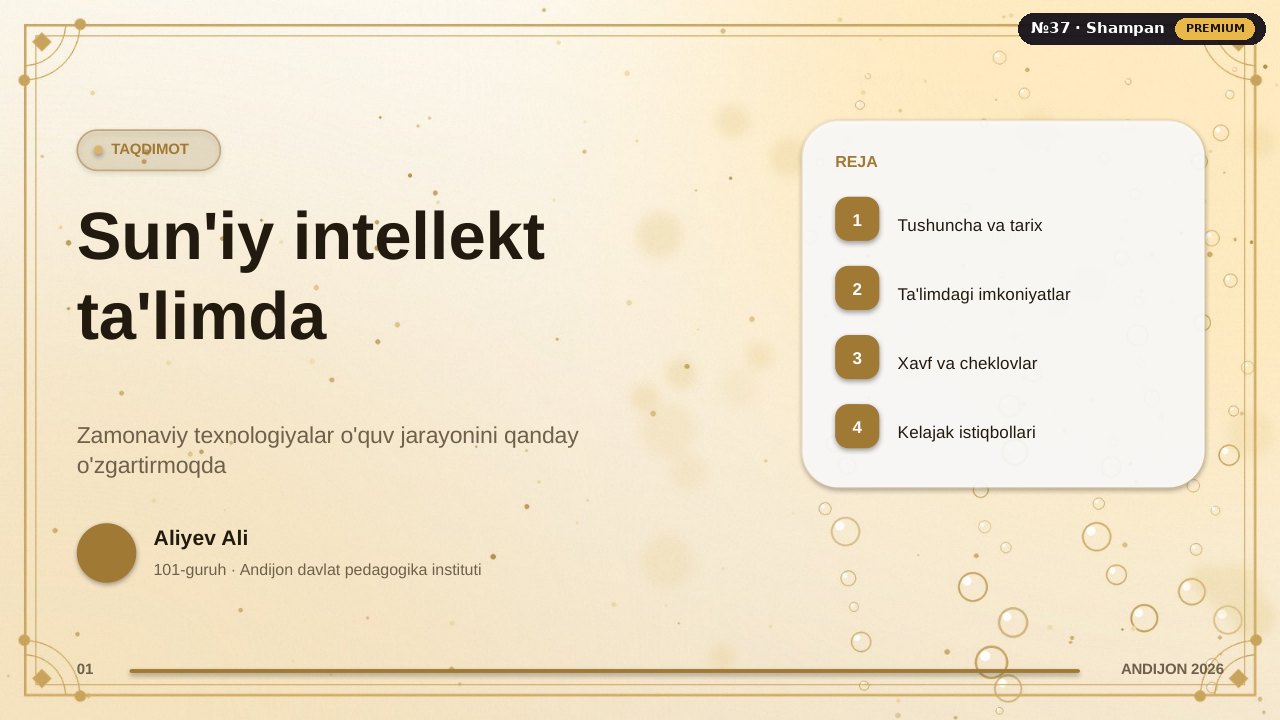 №37 · Shampan PREMIUM
TAQDIMOT
Sun'iy intellekt
ta'limda
Zamonaviy texnologiyalar o'quv jarayonini qanday
o'zgartirmoqda
Aliyev Ali
101-guruh · Andijon davlat pedagogika instituti
REJA
1 Tushuncha va tarix
2 Ta'limdagi imkoniyatlar
3 Xavf va cheklovlar
4 Kelajak istiqbollari
01
ANDIJON 2026